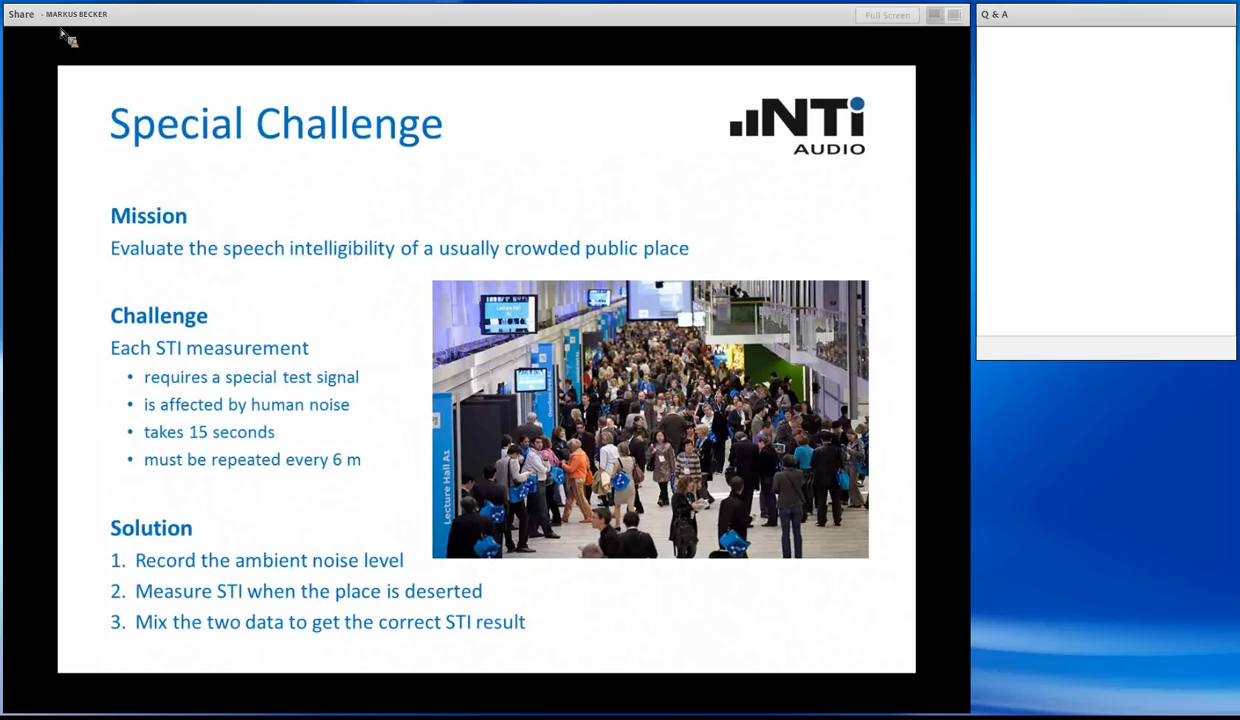 Share - MARKUS BECKER
Full Screen
Q & A
Special Challenge
NTi
AUDIO
Mission
Evaluate the speech intelligibility of a usually crowded public place
Challenge
Each STI measurement
• requires a special test signal
• is affected by human noise
• takes 15 seconds
• must be repeated every 6 m
Lecture Hall A1
Solution
1. Record the ambient noise level
2. Measure STI when the place is deserted
3. Mix the two data to get the correct STI result